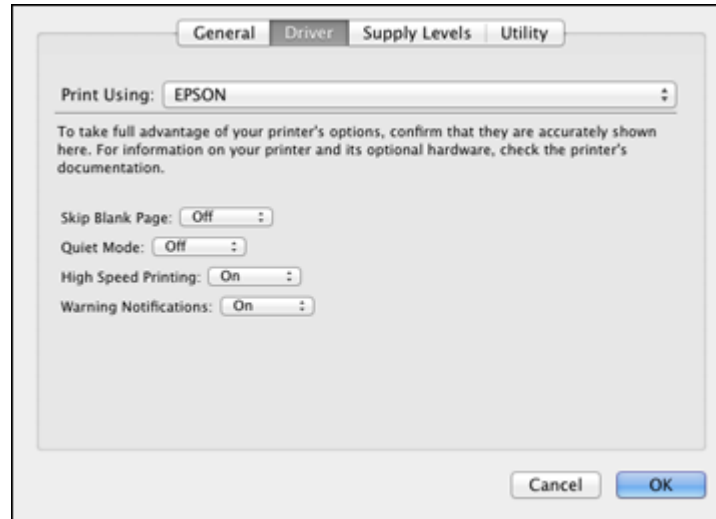 General Driver Supply Levels Utility
Print Using: EPSON
To take full advantage of your printer's options, confirm that they are accurately shown
here. For information on your printer and its optional hardware, check the printer's
documentation.
Skip Blank Page: Off
Quiet Mode: Off
High Speed Printing: On
Warning Notifications: On
Cancel OK